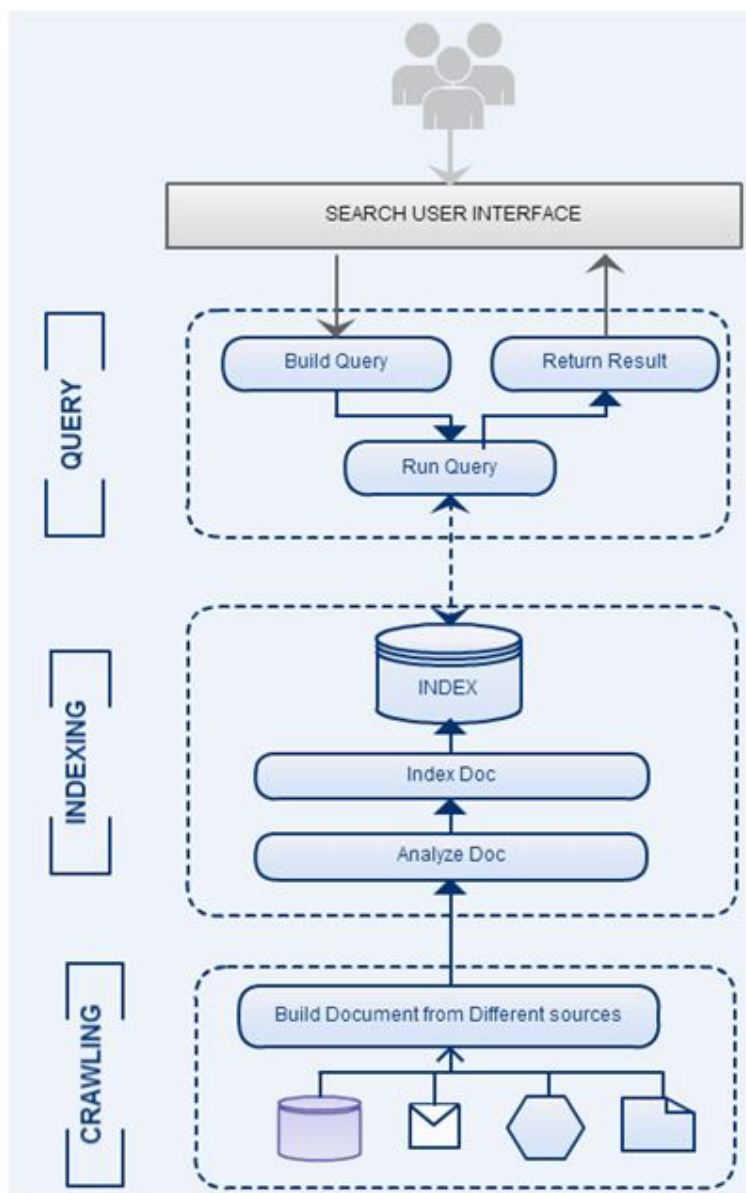 SEARCH USER INTERFACE
QUERY
Build Query
Return Result
Run Query
INDEXING
INDEX
Index Doc
Analyze Doc
CRAWLING
Build Document from Different sources